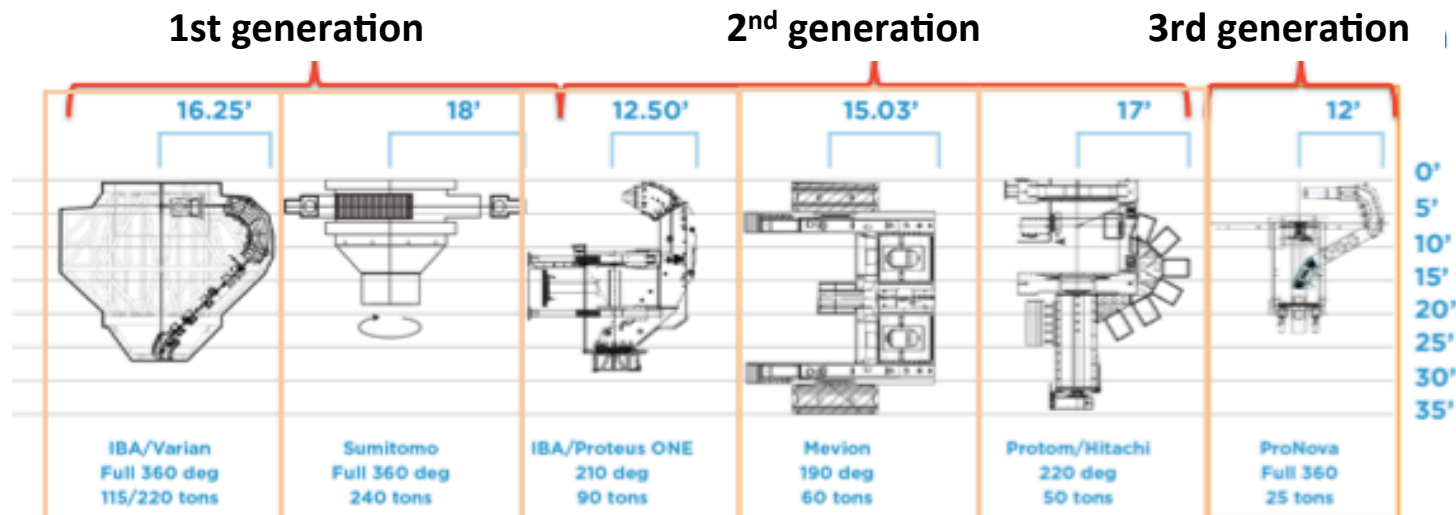 1st generation
2nd generation
3rd generation
16.25'
18'
12.50'
15.03'
17'
12'
0'
5'
10'
15'
20'
25'
30'
35'
IBA/Varian
Full 360 deg
115/220 tons
Sumitomo
Full 360 deg
240 tons
IBA/Proteus ONE
210 deg
90 tons
Mevion
190 deg
60 tons
Protom/Hitachi
220 deg
50 tons
ProNova
Full 360
25 tons